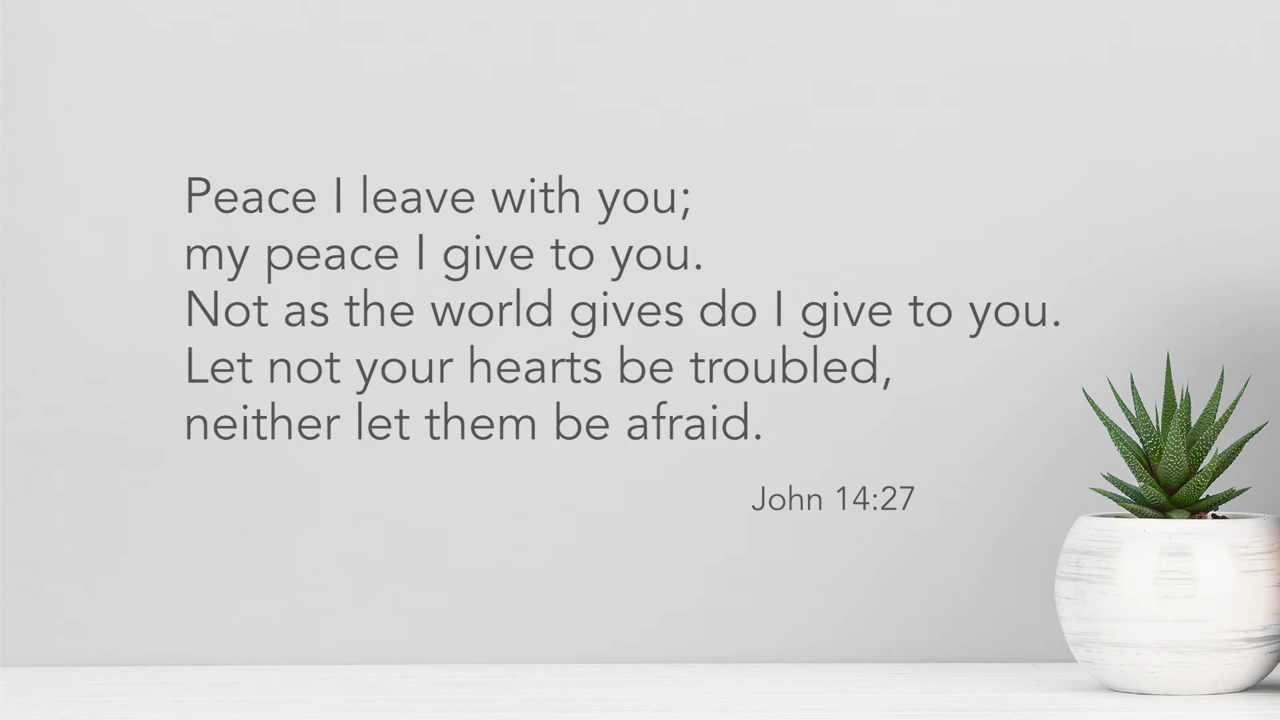 Peace I leave with you;
my peace I give to you.
Not as the world gives do I give to you.
Let not your hearts be troubled,
neither let them be afraid.
John 14:27